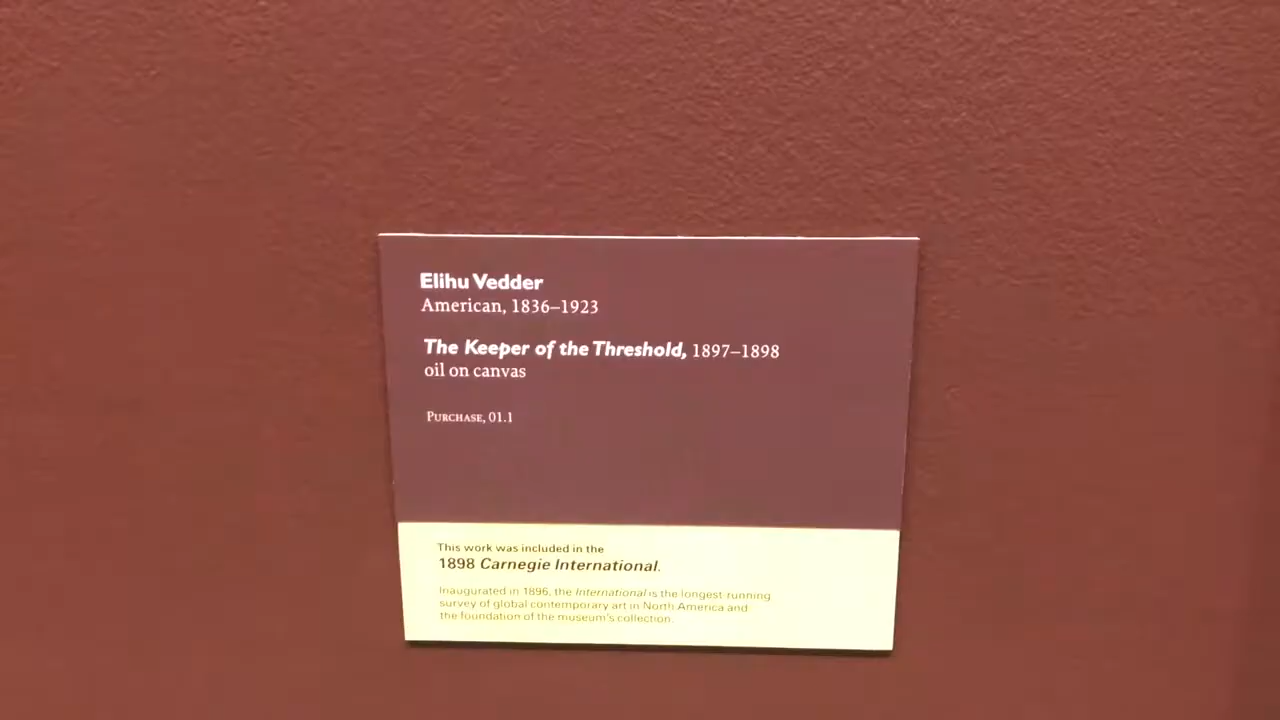 Elihu Vedder
American, 1836–1923
The Keeper of the Threshold, 1897–1898
oil on canvas
Purchase, 01.1
This work was included in the
1898 Carnegie International.
Inaugurated in 1896, the International is the longest-running
survey of global contemporary art in North America and
the foundation of the museum's collection.